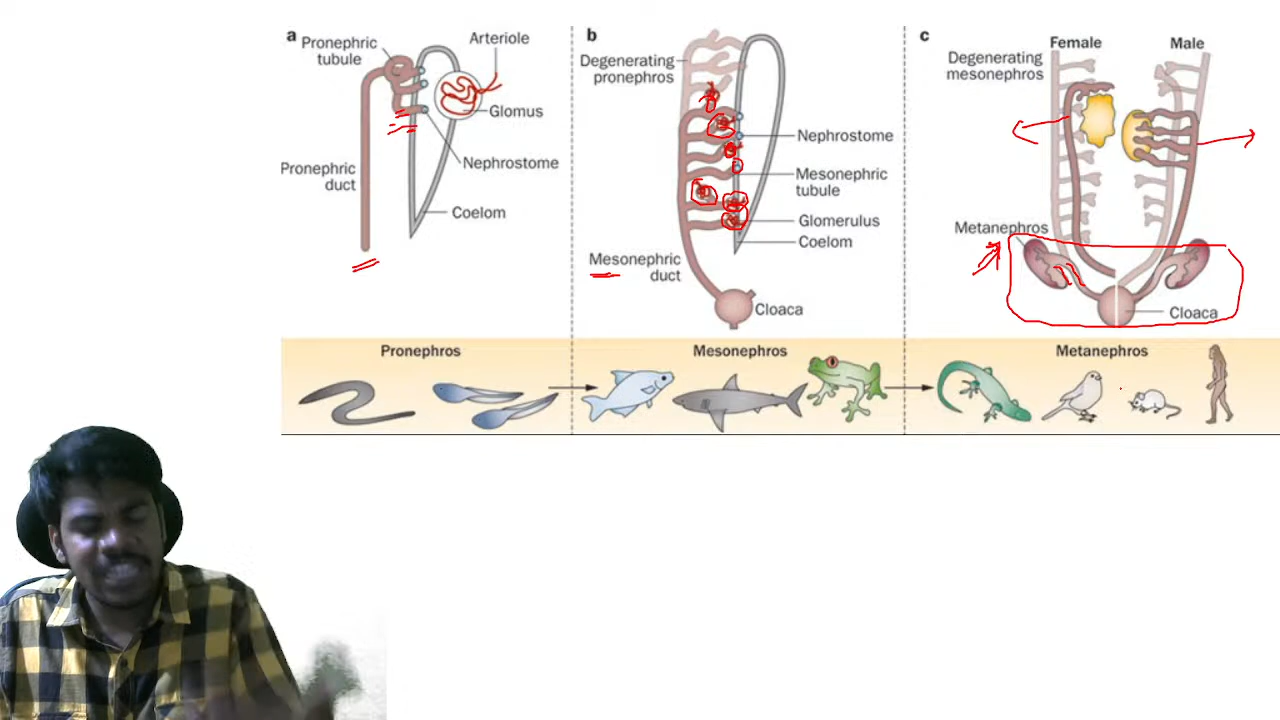 a
Pronephric
tubule
Arteriole
Glomus
Nephrostome
Pronephric
duct
Coelom
b
Degenerating
pronephros
Nephrostome
Mesonephric
tubule
Glomerulus
Coelom
Mesonephric
duct
Cloaca
c
Female
Male
Degenerating
mesonephros
Metanephros
Cloaca
Pronephros
Mesonephros
Metanephros